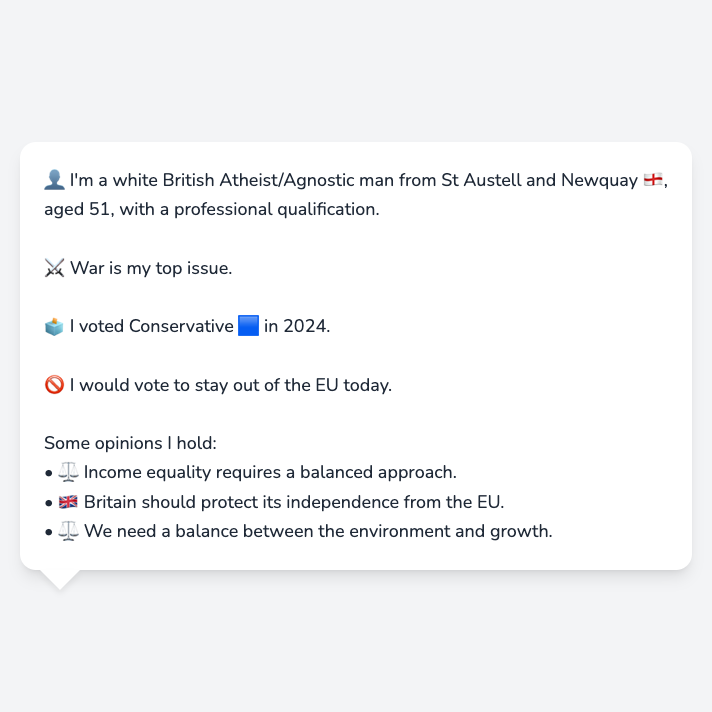 👤 I'm a white British Atheist/Agnostic man from St Austell and Newquay 🏴󠁧󠁢󠁥󠁮󠁧󠁿,
aged 51, with a professional qualification.
⚔️ War is my top issue.
🗳️ I voted Conservative 🟦 in 2024.
🚫 I would vote to stay out of the EU today.
Some opinions I hold:
• ⚖️ Income equality requires a balanced approach.
• 🇬🇧 Britain should protect its independence from the EU.
• ⚖️ We need a balance between the environment and growth.